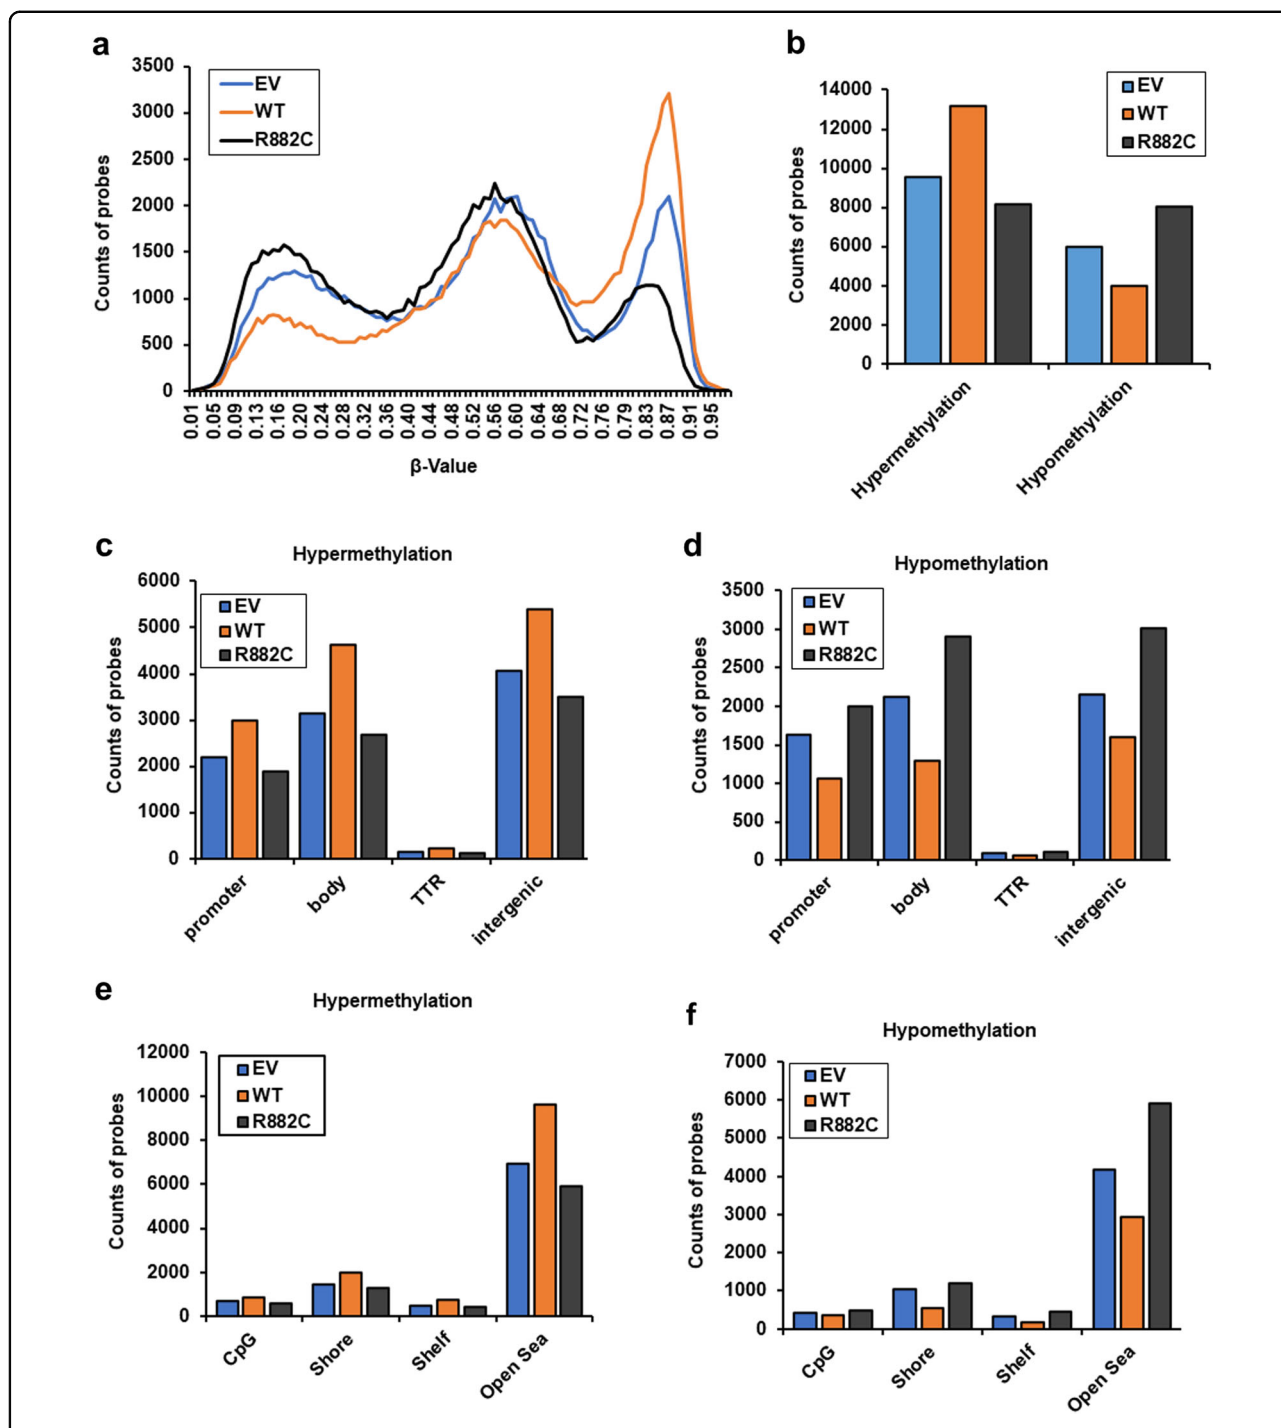 a
3500
3000
2500
2000
1500
1000
500
0
Counts of probes
EV
WT
R882C
0.01 0.05 0.09 0.13 0.16 0.20 0.24 0.28 0.32 0.36 0.40 0.44 0.48 0.52 0.56 0.60 0.64 0.68 0.72 0.76 0.79 0.83 0.87 0.91 0.95
β-Value
b
14000
12000
10000
8000
6000
4000
2000
0
Counts of probes
EV
WT
R882C
Hypermethylation
Hypomethylation
c
Hypermethylation
6000
5000
4000
3000
2000
1000
0
Counts of probes
EV
WT
R882C
promoter
body
TTR
intergenic
d
Hypomethylation
3500
3000
2500
2000
1500
1000
500
0
Counts of probes
EV
WT
R882C
promoter
body
TTR
intergenic
e
Hypermethylation
12000
10000
8000
6000
4000
2000
0
Counts of probes
EV
WT
R882C
CpG
Shore
Shelf
Open Sea
f
Hypomethylation
7000
6000
5000
4000
3000
2000
1000
0
Counts of probes
EV
WT
R882C
CpG
Shore
Shelf
Open Sea